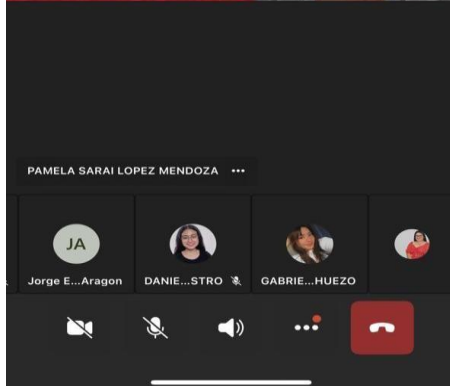 PAMELA SARAI LOPEZ MENDOZA •••
JA
Jorge E...Aragon DANIE...STRO GABRIE...HUEZO